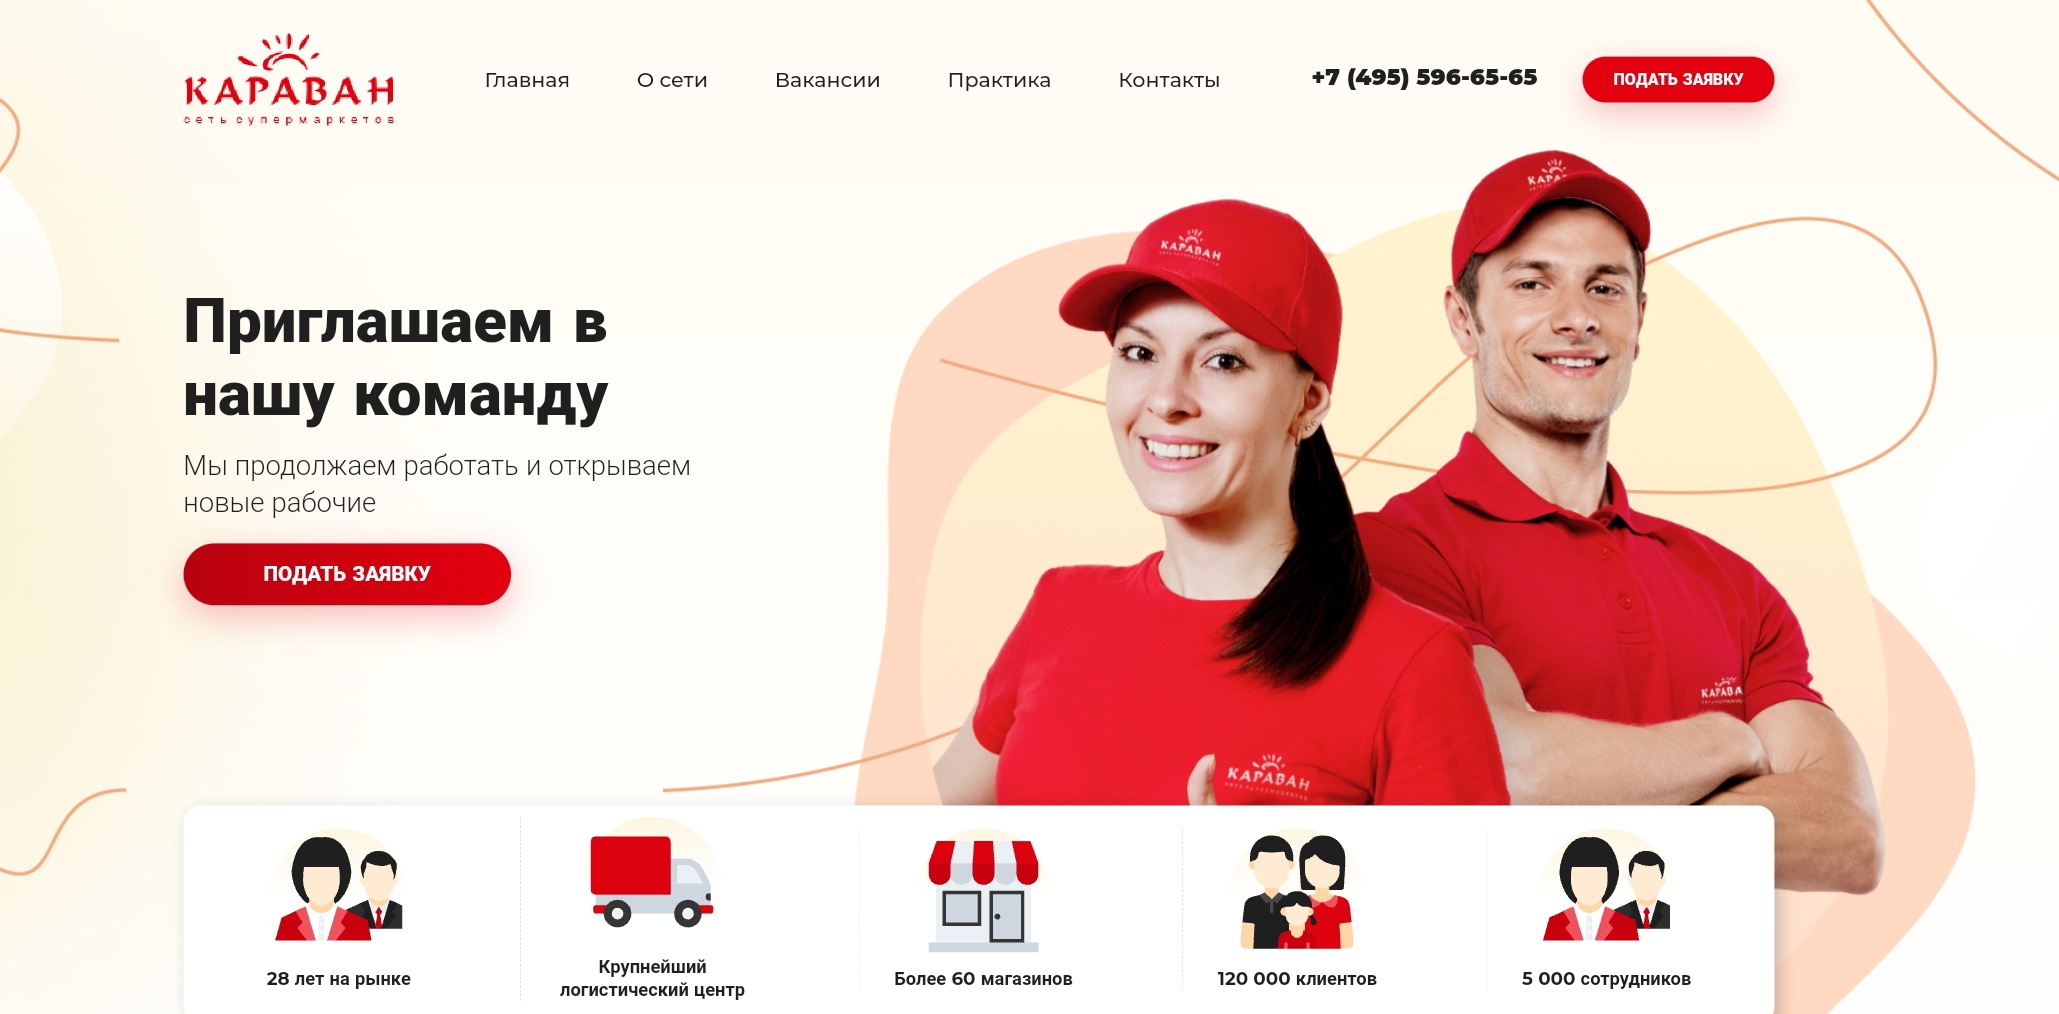 КАРАВАН
сеть супермаркетов
Главная
О сети
Вакансии
Практика
Контакты
+7 (495) 596-65-65
ПОДАТЬ ЗАЯВКУ
КАРАВАН
КАРАВАН
Приглашаем в
нашу команду
Мы продолжаем работать и открываем
новые рабочие
ПОДАТЬ ЗАЯВКУ
КАРАВАН
КАРАВАН
28 лет на рынке
Крупнейший
логистический центр
Более 60 магазинов
120 000 клиентов
5 000 сотрудников